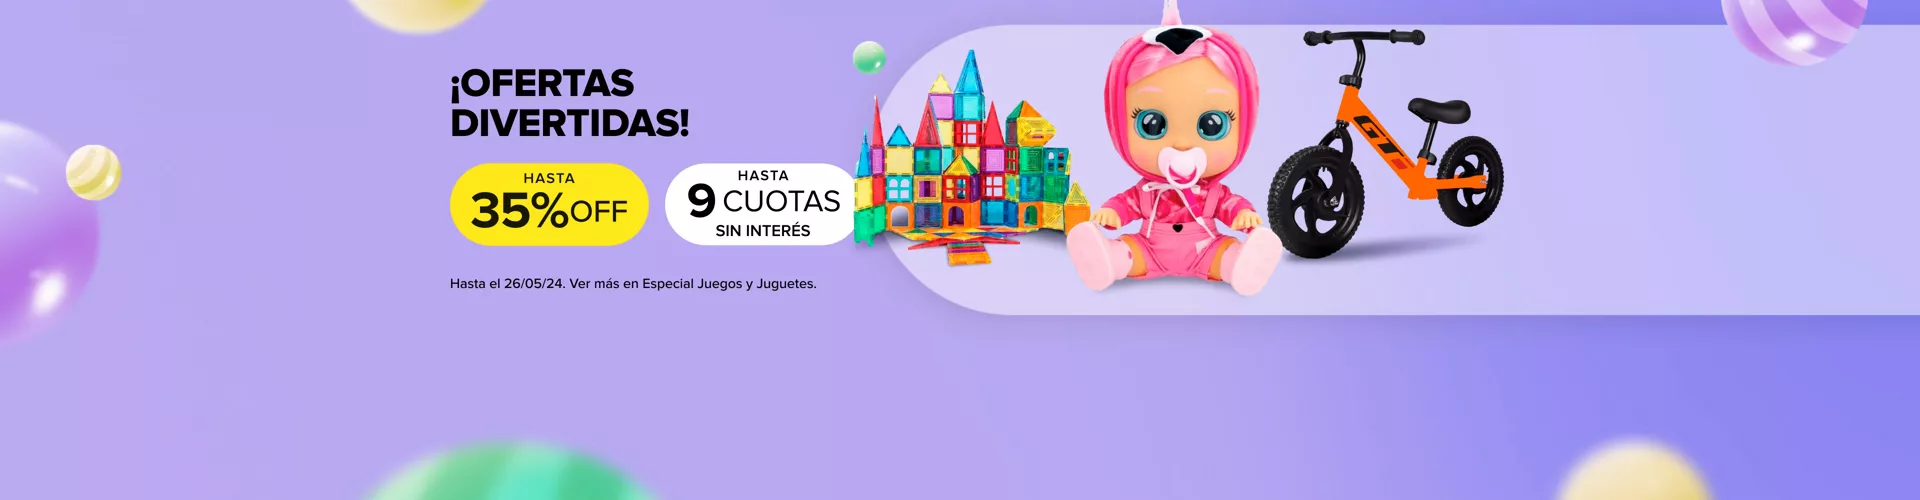 ¡OFERTAS
DIVERTIDAS!
HASTA
35%OFF
HASTA
9 CUOTAS
SIN INTERÉS
Hasta el 26/05/24. Ver más en Especial Juegos y Juguetes.
GT